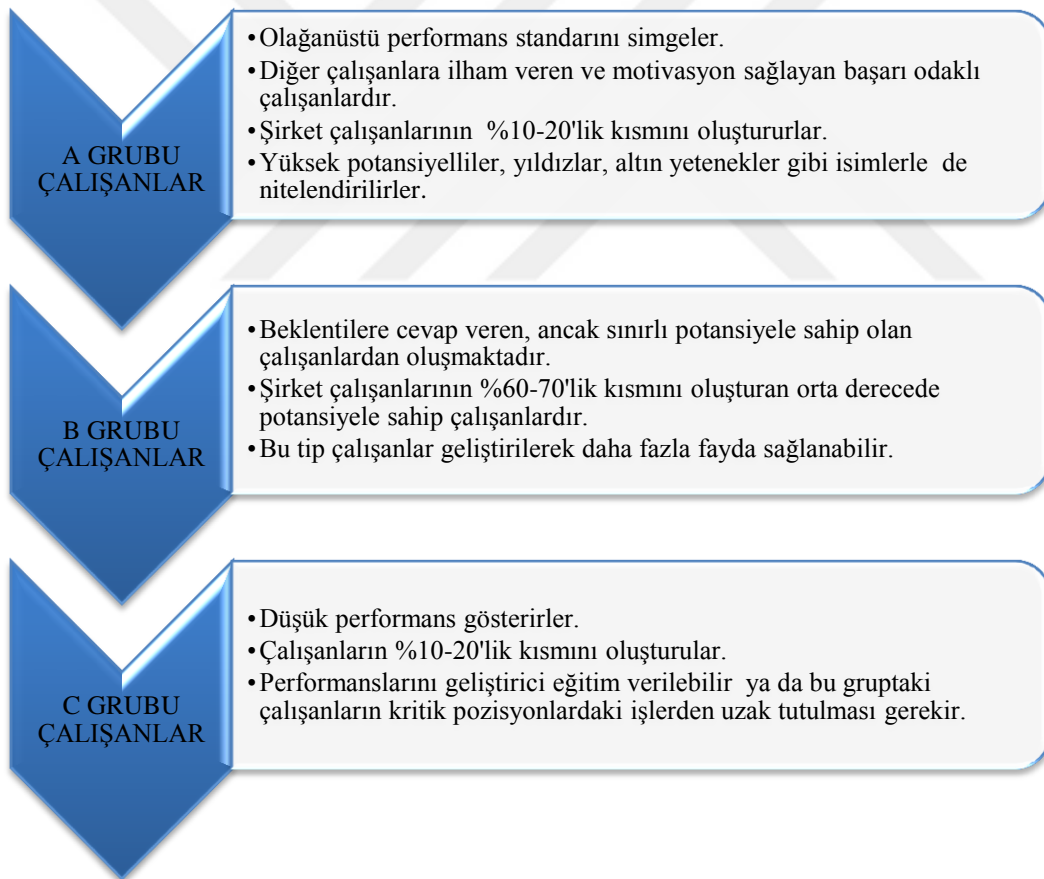 A GRUBU
ÇALIŞANLAR
•Olağanüstü performans standarını simgeler.
•Diğer çalışanlara ilham veren ve motivasyon sağlayan başarı odaklı
çalışanlardır.
•Şirket çalışanlarının %10-20'lik kısmını oluştururlar.
•Yüksek potansiyelliler, yıldızlar, altın yetenekler gibi isimlerle de
nitelendirilirler.
B GRUBU
ÇALIŞANLAR
•Beklentilere cevap veren, ancak sınırlı potansiyele sahip olan
çalışanlardan oluşmaktadır.
•Şirket çalışanlarının %60-70'lik kısmını oluşturan orta derecede
potansiyele sahip çalışanlardır.
•Bu tip çalışanlar geliştirilerek daha fazla fayda sağlanabilir.
C GRUBU
ÇALIŞANLAR
•Düşük performans gösterirler.
•Çalışanların %10-20'lik kısmını oluşturular.
•Performanslarını geliştirici eğitim verilebilir ya da bu gruptaki
çalışanların kritik pozisyonlardaki işlerden uzak tutulması gerekir.